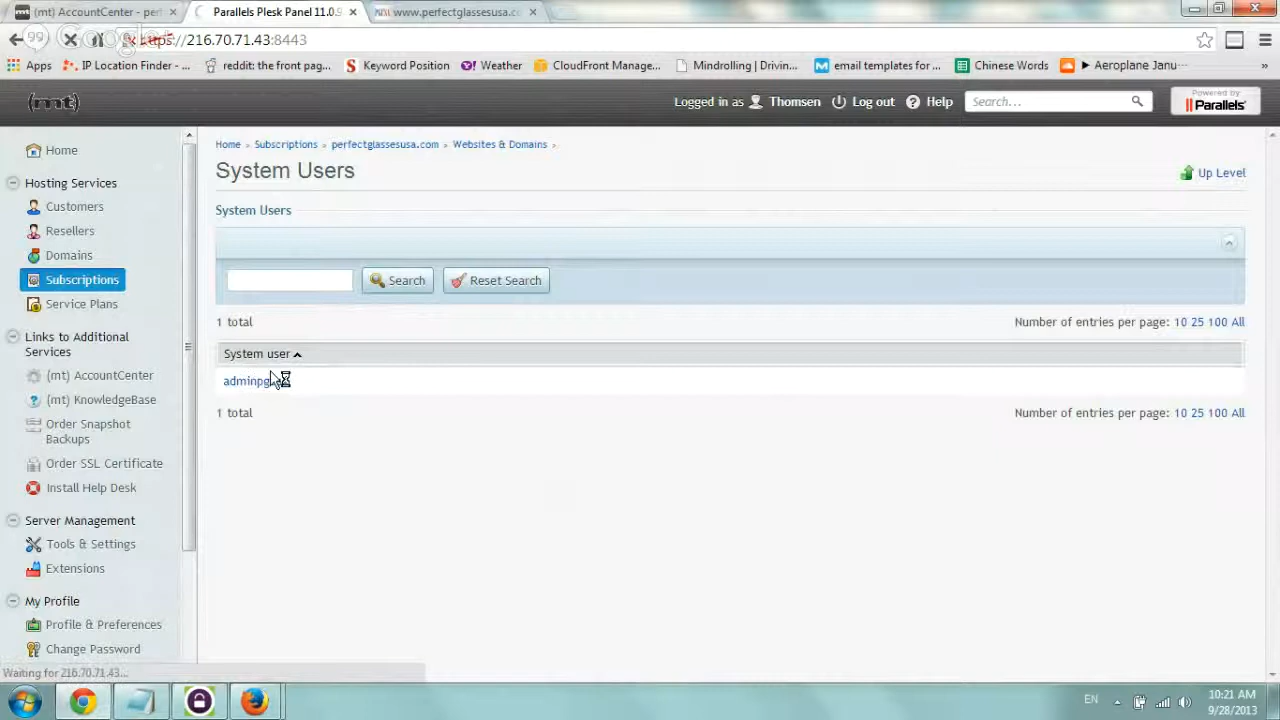 (mt) AccountCenter - perf
Parallels Plesk Panel 11.0.9
www.perfectglassesusa.co
https://216.70.71.43:8443
Apps
IP Location Finder - ...
reddit: the front pag...
Keyword Position
Weather
CloudFront Manage...
Mindrolling | Drivin...
email templates for ...
Chinese Words
Aeroplane Janu
»
(mt)
Logged in as
Thomsen
Log out
Help
Search...
Powered by
Parallels
Home
Hosting Services
Customers
Resellers
Domains
Subscriptions
Service Plans
Links to Additional
Services
(mt) AccountCenter
(mt) KnowledgeBase
Order Snapshot
Backups
Order SSL Certificate
Install Help Desk
Server Management
Tools & Settings
Extensions
My Profile
Profile & Preferences
Change Password
Home > Subscriptions > perfectglassesusa.com > Websites & Domains >
System Users
Up Level
System Users
Search
Reset Search
1 total
Number of entries per page: 10 25 100 All
System user
adminpg
1 total
Number of entries per page: 10 25 100 All
Waiting for 216.70.71.43...
EN
10:21 AM
9/28/2013